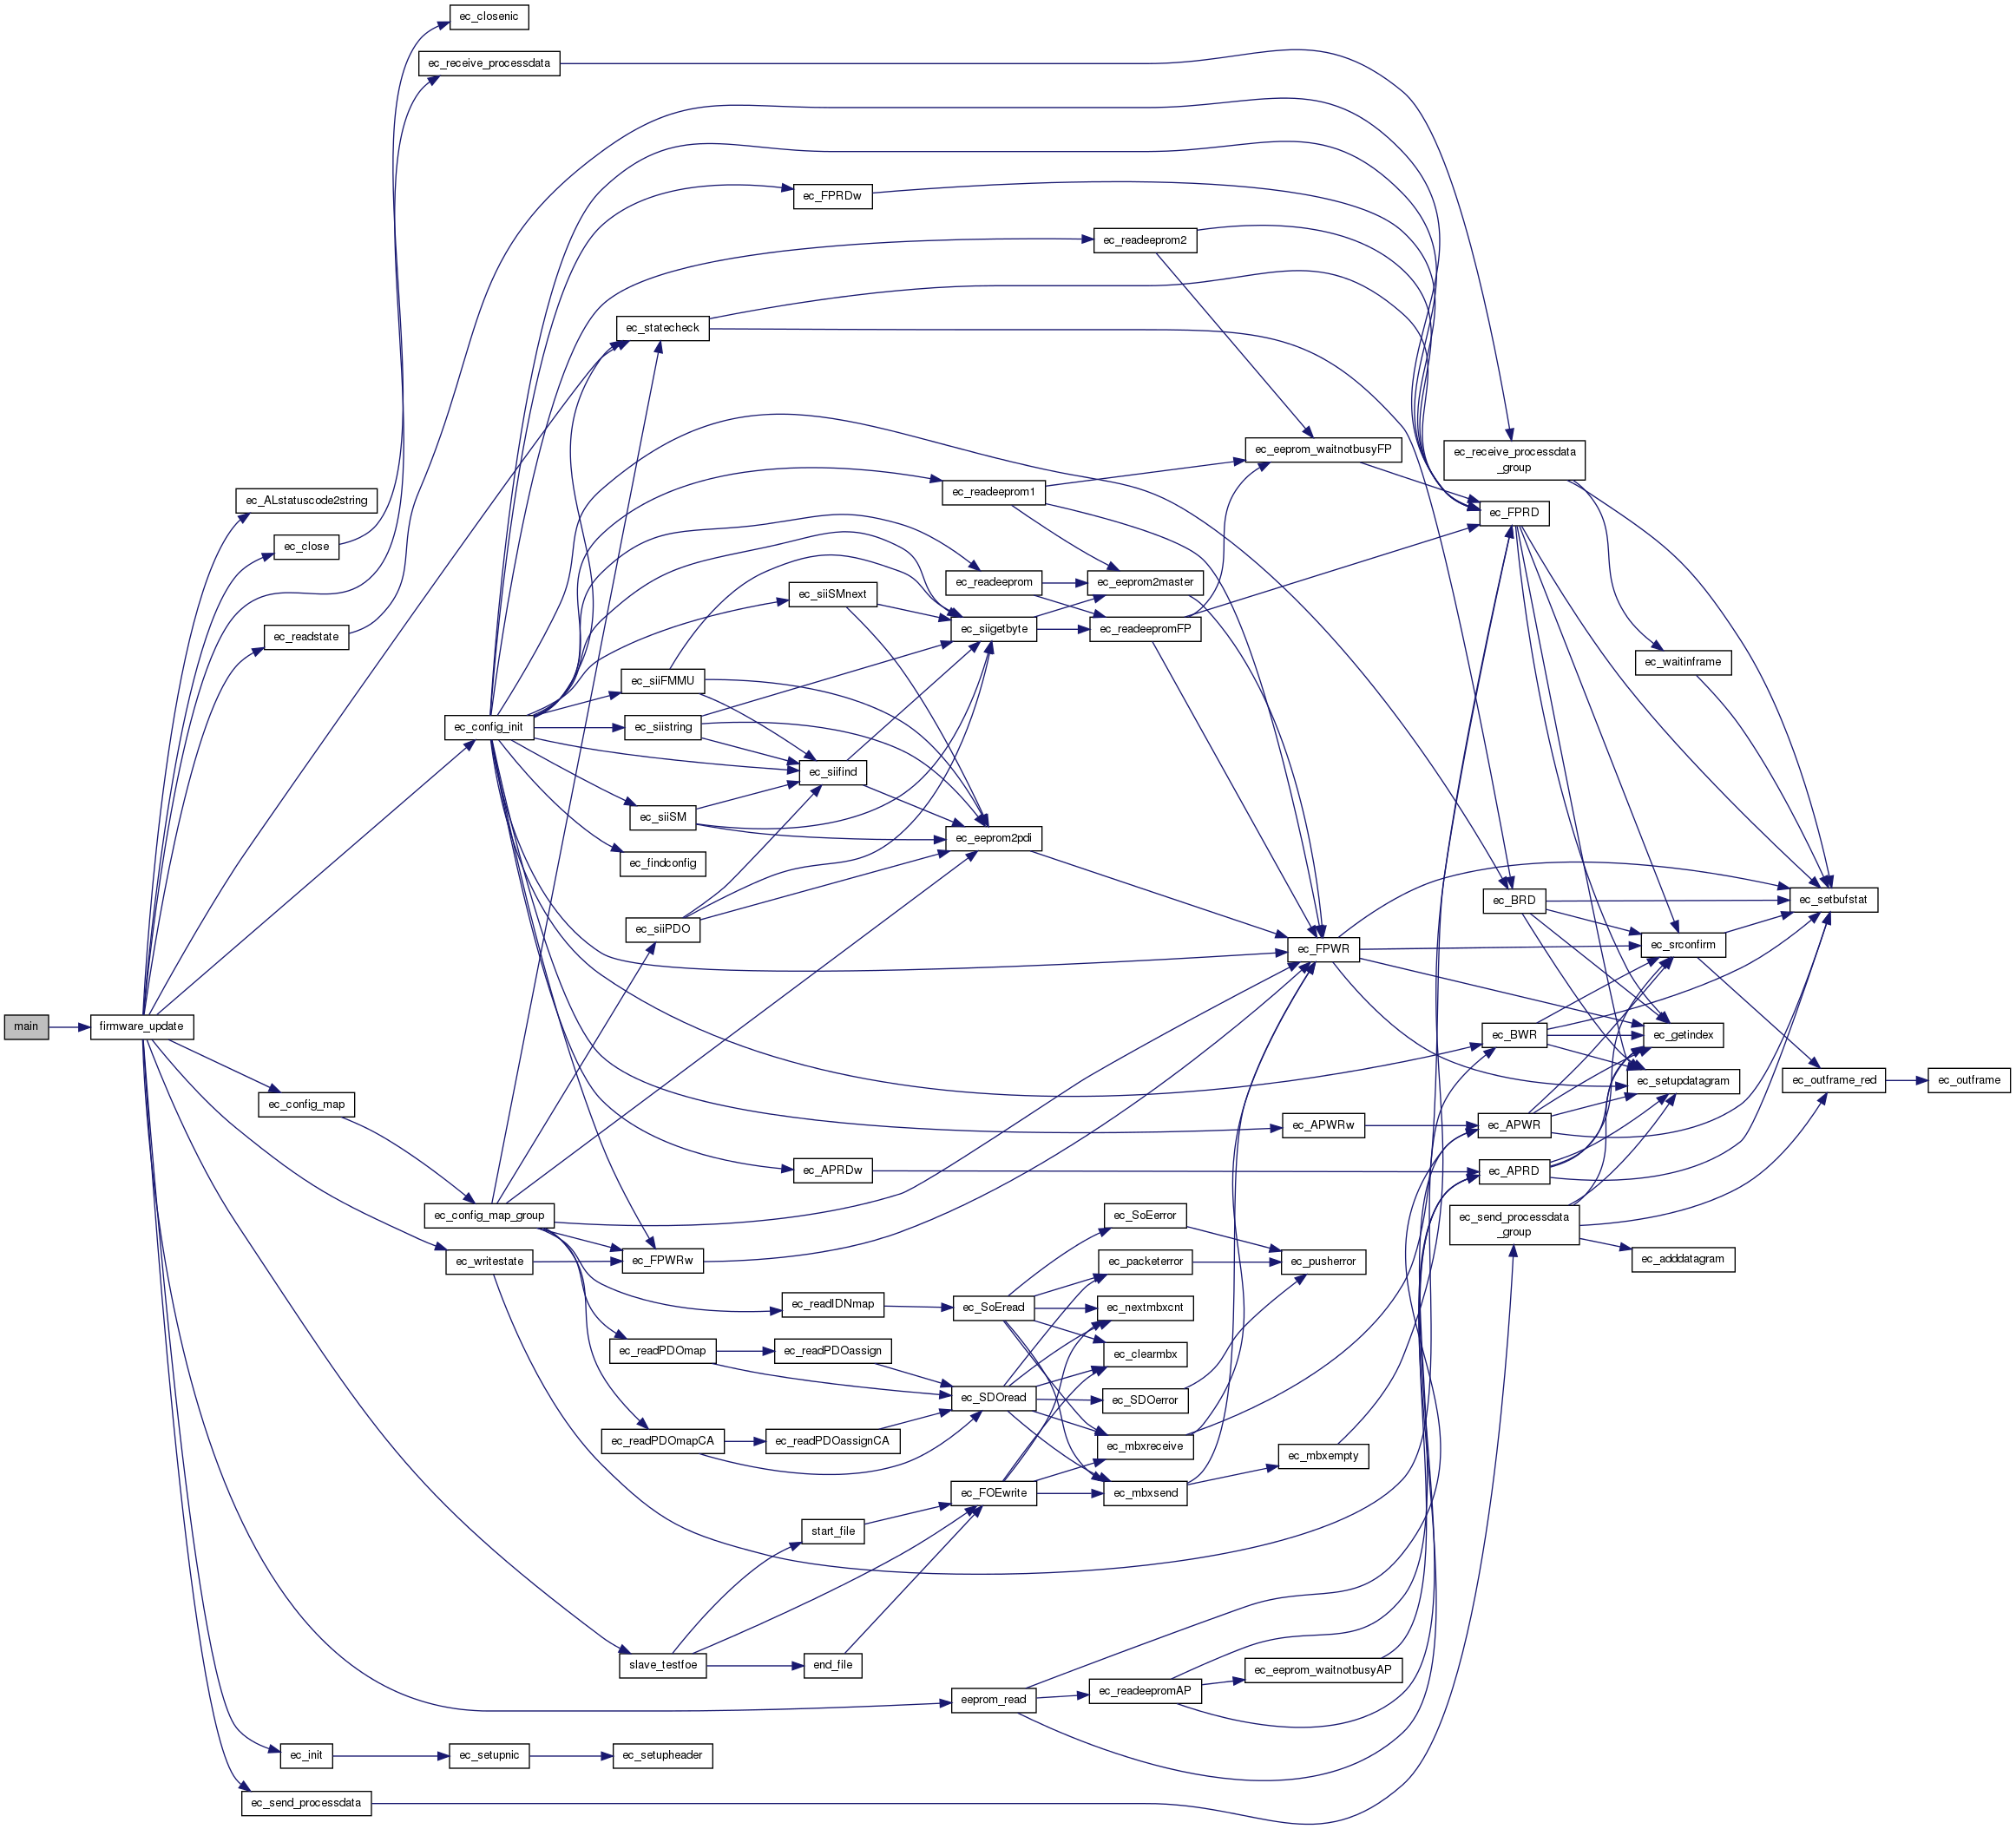 ec_closenic
ec_receive_processdata
ec_FPRDw
ec_readeeprom2
ec_statecheck
ec_eeprom_waitnotbusyFP
ec_receive_processdata
_group
ec_ALstatuscode2string
ec_readeeprom1
ec_FPRD
ec_close
ec_readeeprom
ec_eeprom2master
ec_siiSMnext
ec_readstate
ec_siigetbyte
ec_readeepromFP
ec_waitinframe
ec_siiFMMU
ec_config_init
ec_siistring
ec_siifind
ec_siiSM
ec_eeprom2pdi
ec_findconfig
ec_BRD
ec_setbufstat
ec_siiPDO
ec_FPWR
ec_srconfirm
main
firmware_update
ec_BWR
ec_getindex
ec_setupdatagram
ec_outframe_red
ec_outframe
ec_config_map
ec_APWRw
ec_APWR
ec_APRDw
ec_APRD
ec_config_map_group
ec_SoEerror
ec_send_processdata
_group
ec_writestate
ec_FPWRw
ec_packeterror
ec_pusherror
ec_adddatagram
ec_readIDNmap
ec_SoEread
ec_nextmbxcnt
ec_readPDOmap
ec_readPDOassign
ec_clearmbx
ec_SDOread
ec_SDOerror
ec_readPDOmapCA
ec_readPDOassignCA
ec_mbxreceive
ec_mbxempty
ec_FOEwrite
ec_mbxsend
start_file
slave_testfoe
end_file
ec_eeprom_waitnotbusyAP
eeprom_read
ec_readeepromAP
ec_init
ec_setupnic
ec_setupheader
ec_send_processdata